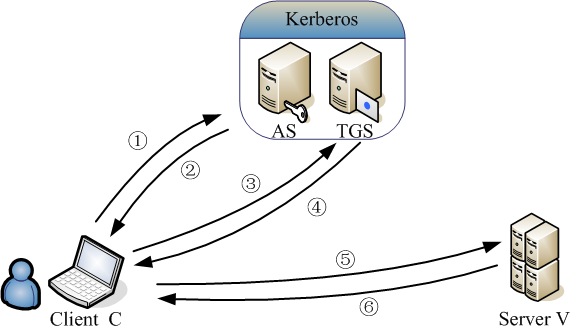 Kerberos
AS TGS
①
②
③
④
⑤
⑥
Client C
Server V